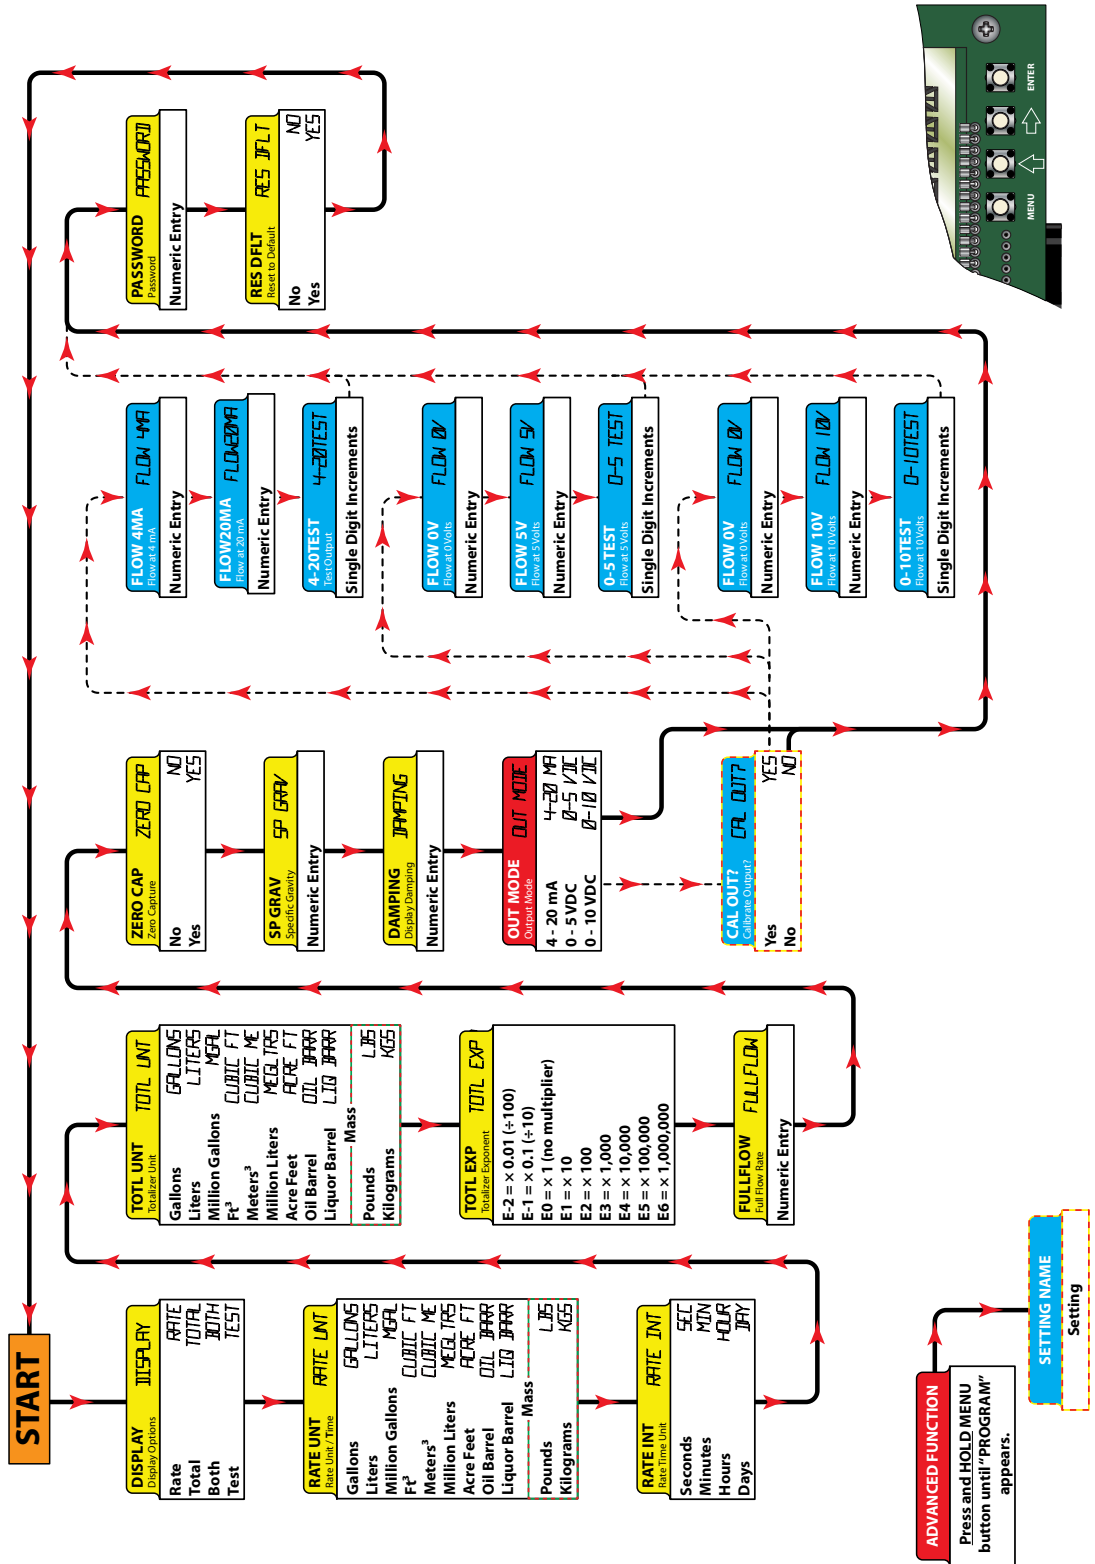 START
DISPLAY DISPLAY
Display Options
Rate RATE
Total TOTAL
Both BOTH
Test TEST
RATE UNT RATE UNT
Rate Unit / Time
Gallons GALLONS
Liters LITERS
Million Gallons MGAL
Ft³ CUBIC FT
Meters³ CUBIC ME
Million Liters MEGLTRS
Acre Feet ACRE FT
Oil Barrel OIL BARR
Liquor Barrel LIQ BARR
Mass
Pounds LBS
Kilograms KGS
RATE INT RATE INT
Rate Time Unit
Seconds SEC
Minutes MIN
Hours HOUR
Days DAY
TOTL UNT TOTL UNT
Totalizer Unit
Gallons GALLONS
Liters LITERS
Million Gallons MGAL
Ft³ CUBIC FT
Meters³ CUBIC ME
Million Liters MEGLTRS
Acre Feet ACRE FT
Oil Barrel OIL BARR
Liquor Barrel LIQ BARR
Mass
Pounds LBS
Kilograms KGS
TOTL EXP TOTL EXP
Totalizer Exponent
E-2 = × 0.01 (÷100)
E-1 = × 0.1 (÷10)
E0 = × 1 (no multiplier)
E1 = × 10
E2 = × 100
E3 = × 1,000
E4 = × 10,000
E5 = × 100,000
E6 = × 1,000,000
FULLFLOW FULLFLOW
Full Flow Rate
Numeric Entry
ZERO CAP ZERO CAP
Zero Capture
No NO
Yes YES
SP GRAV SP GRAV
Specific Gravity
Numeric Entry
DAMPING DAMPING
Display Damping
Numeric Entry
OUT MODE OUT MODE
Output Mode
4 - 20 mA 4-20 MA
0 - 5 VDC 0-5 VDC
0 - 10 VDC 0-10 VDC
CAL OUT? CAL OUT?
Calibrate Output?
Yes YES
No NO
FLOW 4MA FLOW 4MA
Flow at 4 mA
Numeric Entry
FLOW20MA FLOW20MA
Flow at 20 mA
Numeric Entry
4-20TEST 4-20TEST
Test Output
Single Digit Increments
FLOW 0V FLOW 0V
Flow at 0 Volts
Numeric Entry
FLOW 5V FLOW 5V
Flow at 5 Volts
Numeric Entry
0-5 TEST 0-5 TEST
Flow at 5 Volts
Single Digit Increments
FLOW 0V FLOW 0V
Flow at 0 Volts
Numeric Entry
FLOW 10V FLOW 10V
Flow at 10 Volts
Numeric Entry
0-10TEST 0-10TEST
Flow at 10 Volts
Single Digit Increments
PASSWORD PASSWORD
Password
Numeric Entry
RES DFLT RES DFLT
Reset to Default
No NO
Yes YES
ADVANCED FUNCTION
Press and HOLD MENU
button until “PROGRAM”
appears.
SETTING NAME
Setting
MENU ENTER